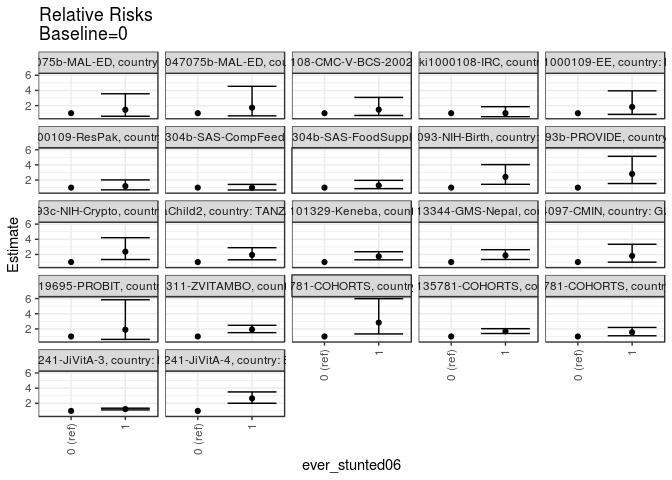 Relative Risks
Baseline=0
075b-MAL-ED, country
047075b-MAL-ED, cou
108-CMC-V-BCS-2002
ki1000108-IRC, countr
1000109-EE, country:
00109-ResPak, countr
304b-SAS-CompFeed
304b-SAS-FoodSuppl
093-NIH-Birth, country
93b-PROVIDE, country
93c-NIH-Crypto, countr
Child2, country: TANZ
101329-Keneba, coun
13344-GMS-Nepal, co
-097-CMIN, country:
19695-PROBIT, countr
311-ZVITAMBO, coun
781-COHORTS, country
135781-COHORTS, co
781-COHORTS, country
241-JiVitA-3, country:
241-JiVitA-4, country:
6
4
2
6
4
2
6
4
2
6
4
2
6
4
2
Estimate
0 (ref)
1
0 (ref)
1
0 (ref)
1
0 (ref)
1
0 (ref)
1
ever_stunted06